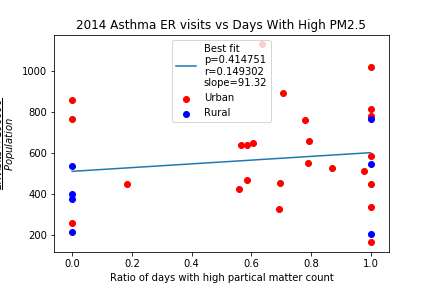 2014 Asthma ER visits vs Days With High PM2.5
Best fit
p=0.414751
r=0.149302
slope=91.32
Urban
Rural
1000
800
600
400
200
Population
0.0 0.2 0.4 0.6 0.8 1.0
Ratio of days with high partical matter count